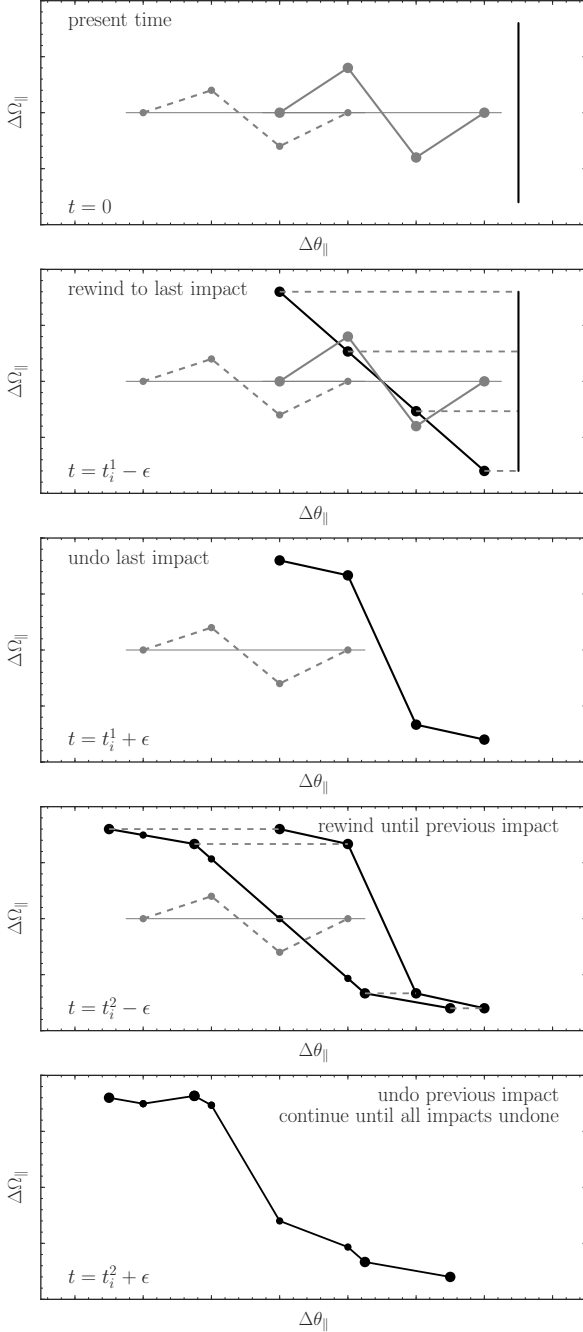 present time
ΔΩ∥
t = 0
Δθ∥
rewind to last impact
ΔΩ∥
t = t_i^1 − ϵ
Δθ∥
undo last impact
ΔΩ∥
t = t_i^1 + ϵ
Δθ∥
rewind until previous impact
ΔΩ∥
t = t_i^2 − ϵ
Δθ∥
undo previous impact
continue until all impacts undone
ΔΩ∥
t = t_i^2 + ϵ
Δθ∥